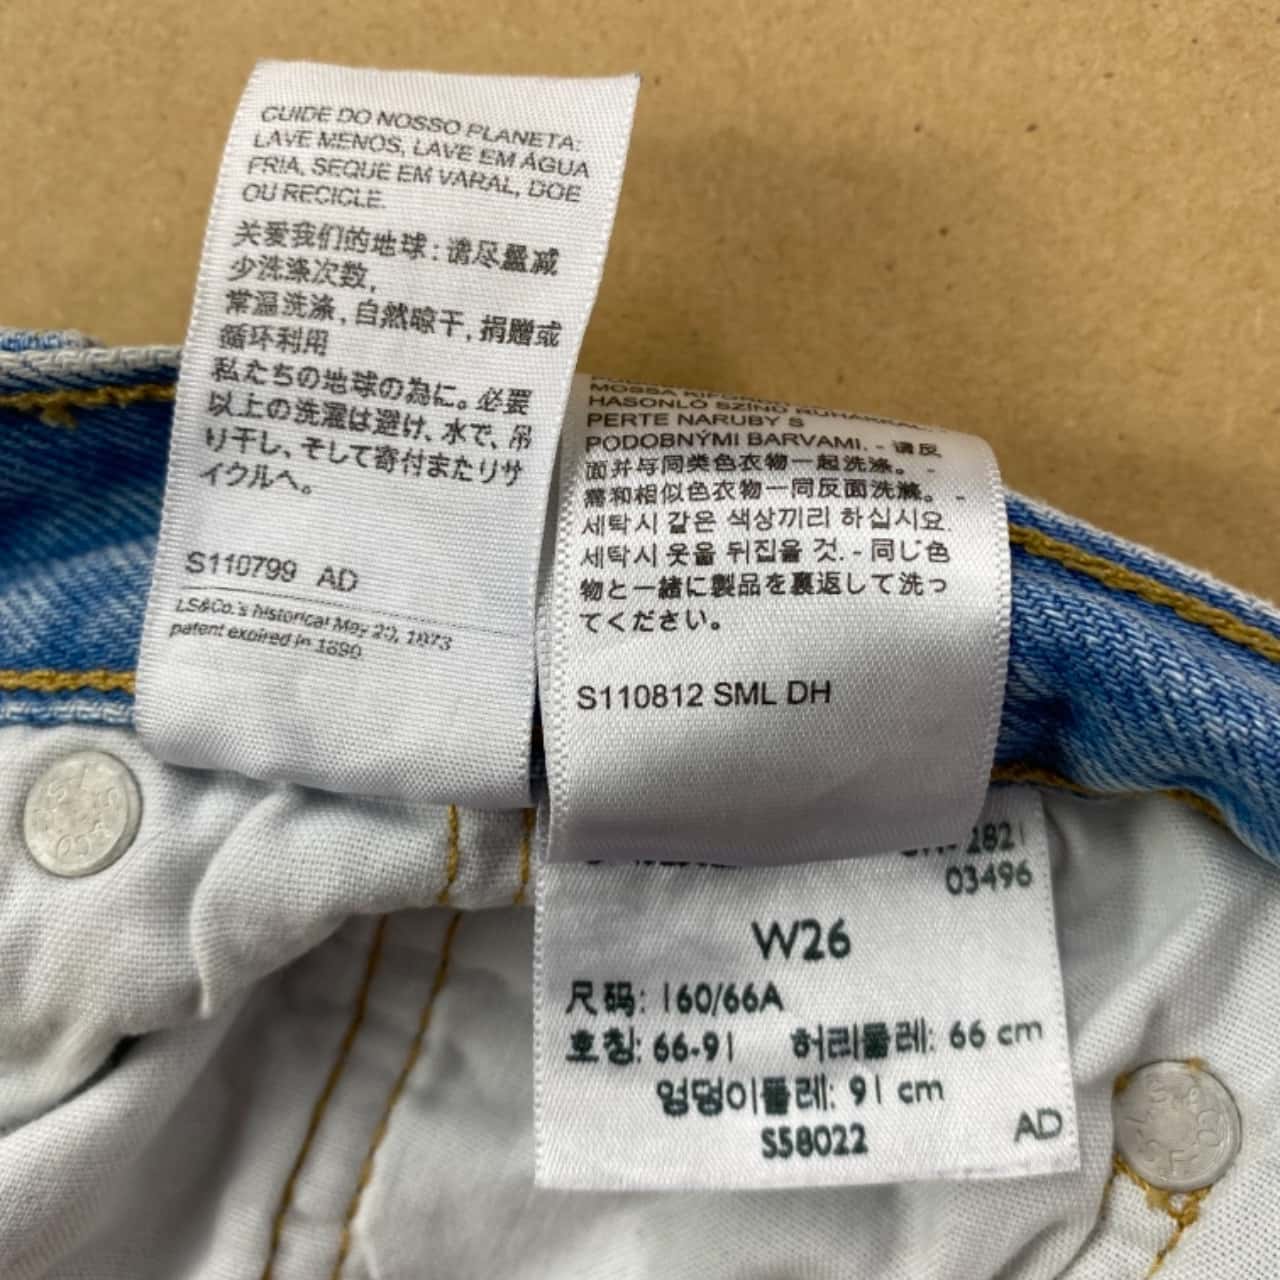 CUIDE DO NOSSO PLANETA:
LAVE MENOS, LAVE EM ÁGUA
FRIA, SEQUE EM VARAL, DOE
OU RECICLE.
关爱我们的地球:请尽量减
少洗涤次数,
常温洗涤,自然晾干,捐赠或
循环利用
私たちの地球の為に。必要
以上の洗濯は避け、水で、吊
り干し、そして寄付またリサ
イクルへ。
S110799 AD
LS&Co.'s historical May 20, 1873
patent expired in 1890.
HASONLÓ SZÍNŰ
PERTE NARUBY S
PODOBNÝMI BARVAMI. - 请反
面并与同类色衣物一起洗涤。 -
需和相似色衣物一同反面洗滌。 -
세탁시 같은 색상끼리 하십시요.
세탁시 옷을 뒤집을 것. - 同じ色
物と一緒に製品を裏返して洗っ
てください。
S110812 SML DH
2821
03496
W26
尺码: 160/66A
호칭: 66-91 허리둘레: 66 cm
엉덩이둘레: 91 cm
S58022
AD